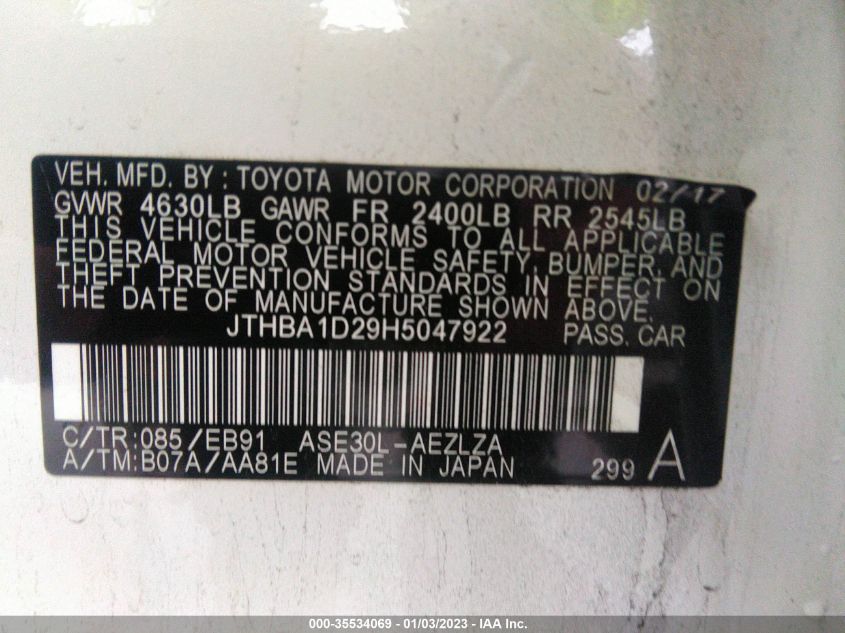 VEH. MFD. BY : TOYOTA MOTOR CORPORATION 02/17
GVWR 4630LB GAWR FR 2400LB RR 2545LB
THIS VEHICLE CONFORMS TO ALL APPLICABLE
FEDERAL MOTOR VEHICLE SAFETY, BUMPER, AND
THEFT PREVENTION STANDARDS IN EFFECT ON
THE DATE OF MANUFACTURE SHOWN ABOVE.
JTHBA1D29H5047922 PASS. CAR
C/TR:085/EB91 ASE30L-AEZLZA
A/TM:B07A/AA81E MADE IN JAPAN 299 A
000-35534069 - 01/03/2023 - IAA Inc.